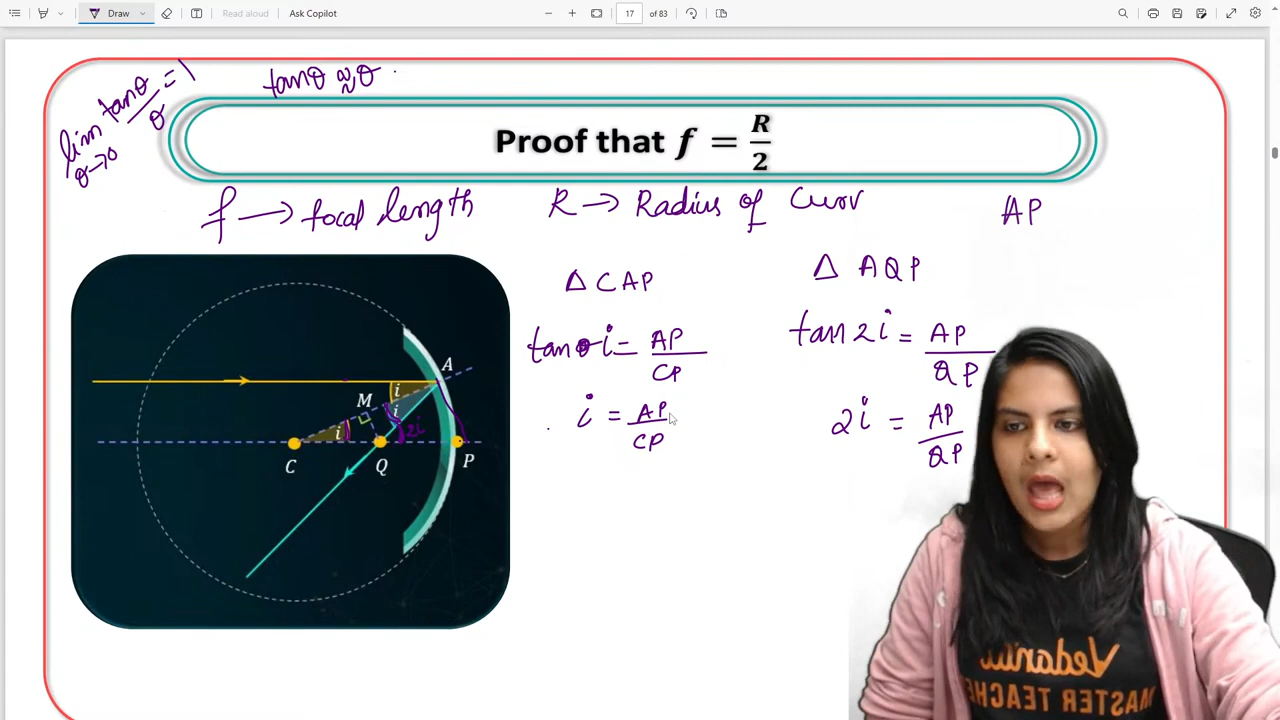 Draw
Read aloud
Ask Copilot
17 of 83
lim θ→0 tanθ/θ = 1
tanθ ≈ θ
Proof that f = R/2
f → focal length
R → Radius of Curv
AP
Δ CAP
Δ AQP
tan i = AP/CP
tan 2i = AP/QP
i = AP/CP
2i = AP/QP
A
i
M
i
i
2i
C
Q
P
Vedantu
MASTER TEACHER